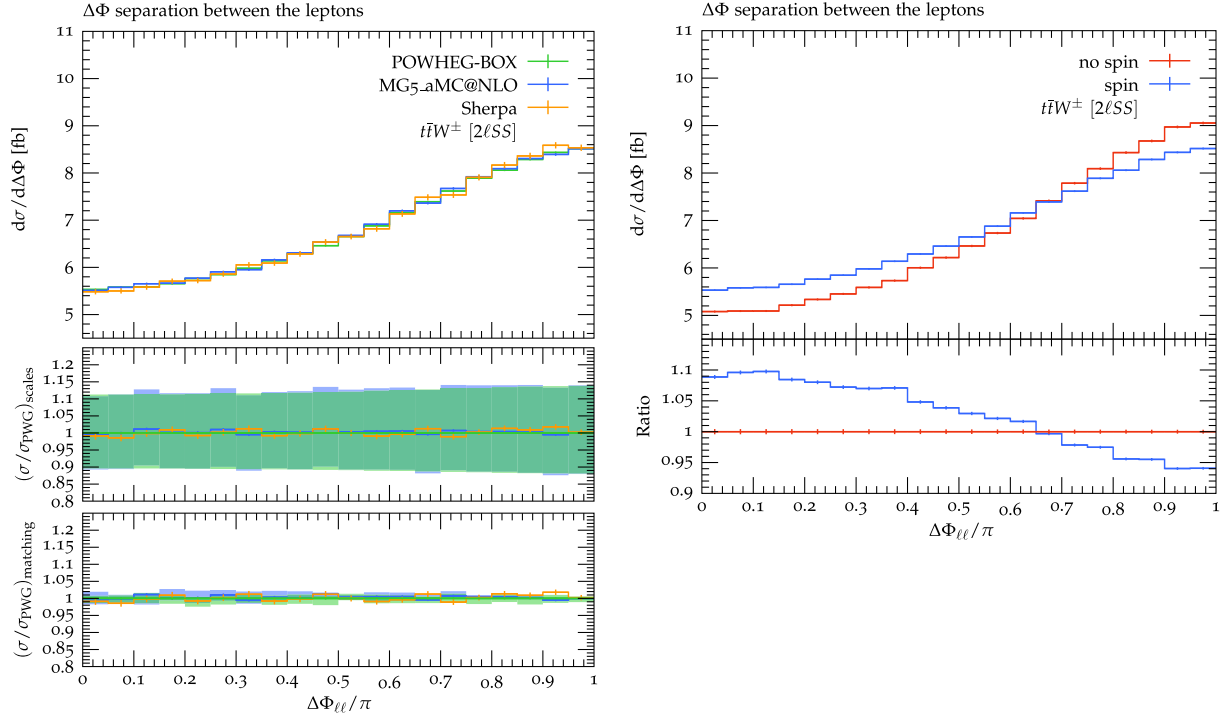 ΔΦ separation between the leptons
11
10
9
8
7
6
5
dσ/dΔΦ [fb]
POWHEG-BOX
MG5_aMC@NLO
Sherpa
tt̄W± [2ℓSS]
1.2
1.15
1.1
1.05
1
0.95
0.9
0.85
0.8
(σ/σPWG)scales
1.2
1.15
1.1
1.05
1
0.95
0.9
0.85
0.8
(σ/σPWG)matching
0 0.1 0.2 0.3 0.4 0.5 0.6 0.7 0.8 0.9 1
ΔΦℓℓ/π
ΔΦ separation between the leptons
11
10
9
8
7
6
5
dσ/dΔΦ [fb]
no spin
spin
tt̄W± [2ℓSS]
1.1
1.05
1
0.95
0.9
Ratio
0 0.1 0.2 0.3 0.4 0.5 0.6 0.7 0.8 0.9 1
ΔΦℓℓ/π